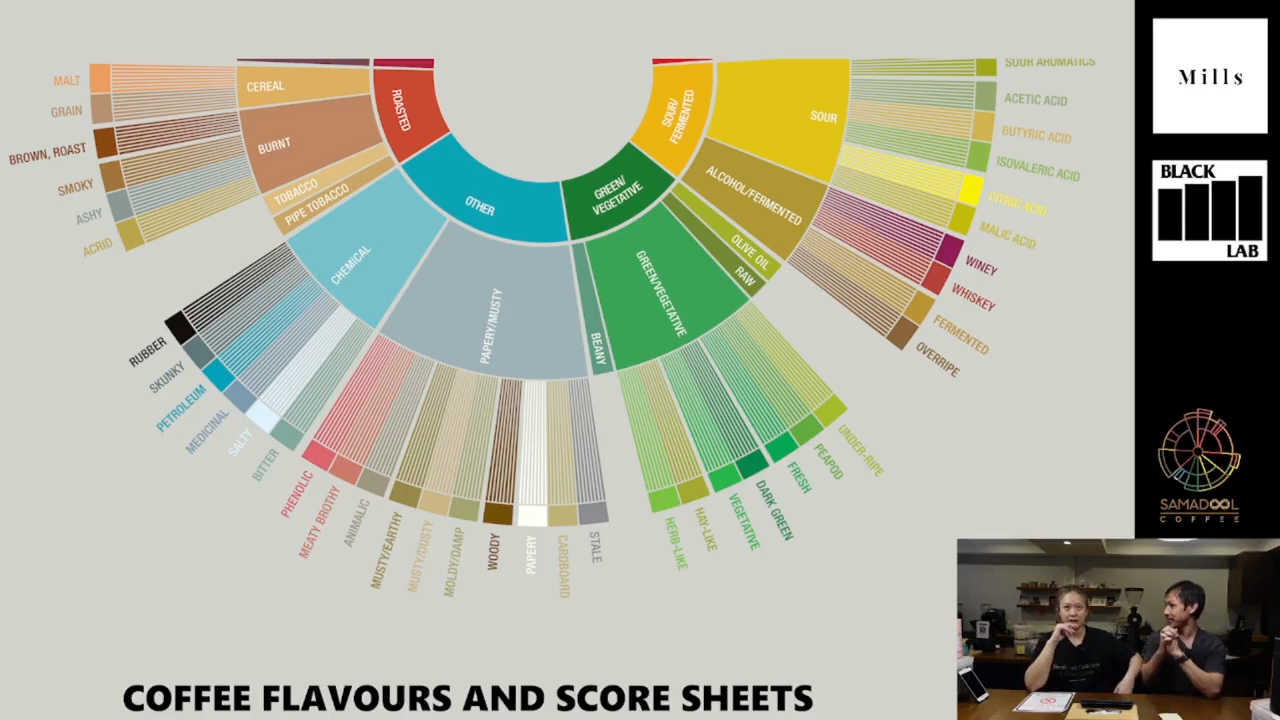 MALT
GRAIN
BROWN, ROAST
SMOKY
ASHY
ACRID
CEREAL
BURNT
TOBACCO
PIPE TOBACCO
ROASTED
OTHER
CHEMICAL
PAPERY/MUSTY
RUBBER
SKUNKY
PETROLEUM
MEDICINAL
SALTY
BITTER
PHENOLIC
MEATY BROTHY
ANIMALIC
MUSTY/EARTHY
MUSTY/DUSTY
MOLDY/DAMP
WOODY
PAPERY
CARDBOARD
STALE
GREEN/
VEGETATIVE
BEANY
GREEN/VEGETATIVE
RAW
OLIVE OIL
HERB-LIKE
HAY-LIKE
VEGETATIVE
DARK GREEN
FRESH
PEAPOD
UNDER-RIPE
SOUR/
FERMENTED
SOUR
ALCOHOL/FERMENTED
SOUR AROMATICS
ACETIC ACID
BUTYRIC ACID
ISOVALERIC ACID
CITRIC ACID
MALIC ACID
WINEY
WHISKEY
FERMENTED
OVERRIPE
COFFEE FLAVOURS AND SCORE SHEETS
Mills
BLACK
LAB
SAMADOOL
COFFEE